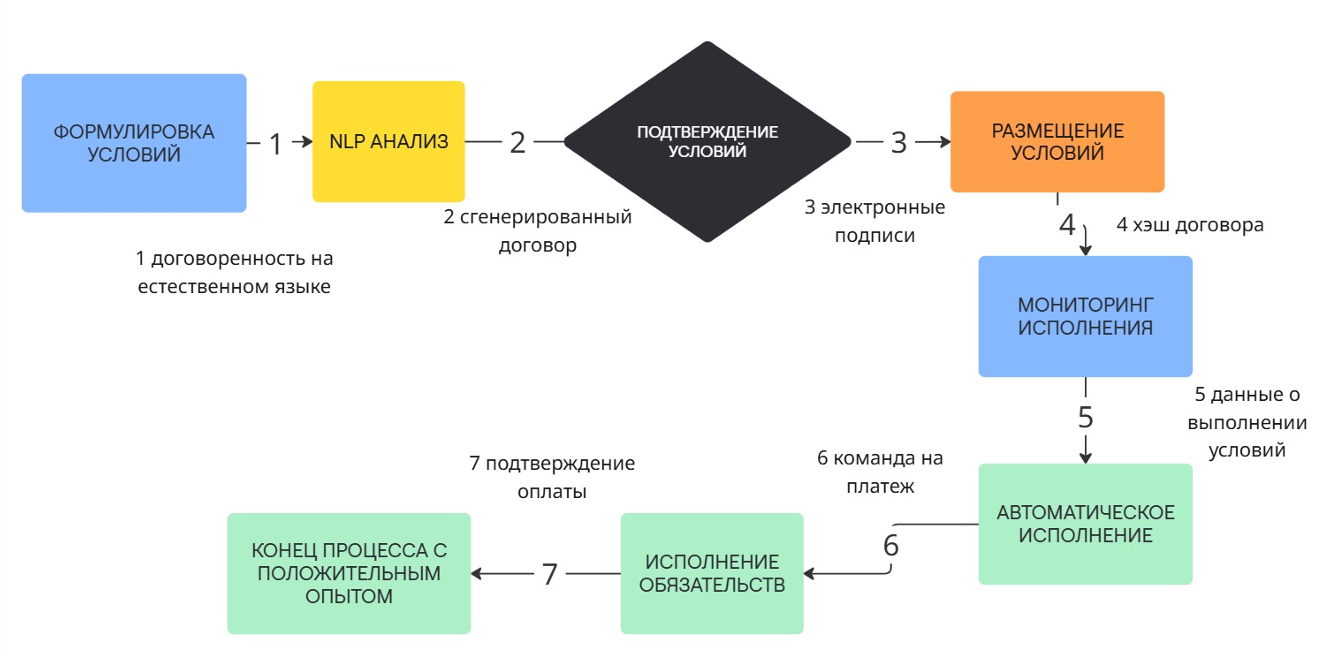 ФОРМУЛИРОВКА
УСЛОВИЙ
1
NLP АНАЛИЗ
2
ПОДТВЕРЖДЕНИЕ
УСЛОВИЙ
3
РАЗМЕЩЕНИЕ
УСЛОВИЙ
1 договоренность на
естественном языке
2 сгенерированный
договор
3 электронные
подписи
4
4 хэш договора
МОНИТОРИНГ
ИСПОЛНЕНИЯ
5
5 данные о
выполнении
условий
АВТОМАТИЧЕСКОЕ
ИСПОЛНЕНИЕ
6 команда на
платеж
6
ИСПОЛНЕНИЕ
ОБЯЗАТЕЛЬСТВ
7 подтверждение
оплаты
7
КОНЕЦ ПРОЦЕССА С
ПОЛОЖИТЕЛЬНЫМ
ОПЫТОМ